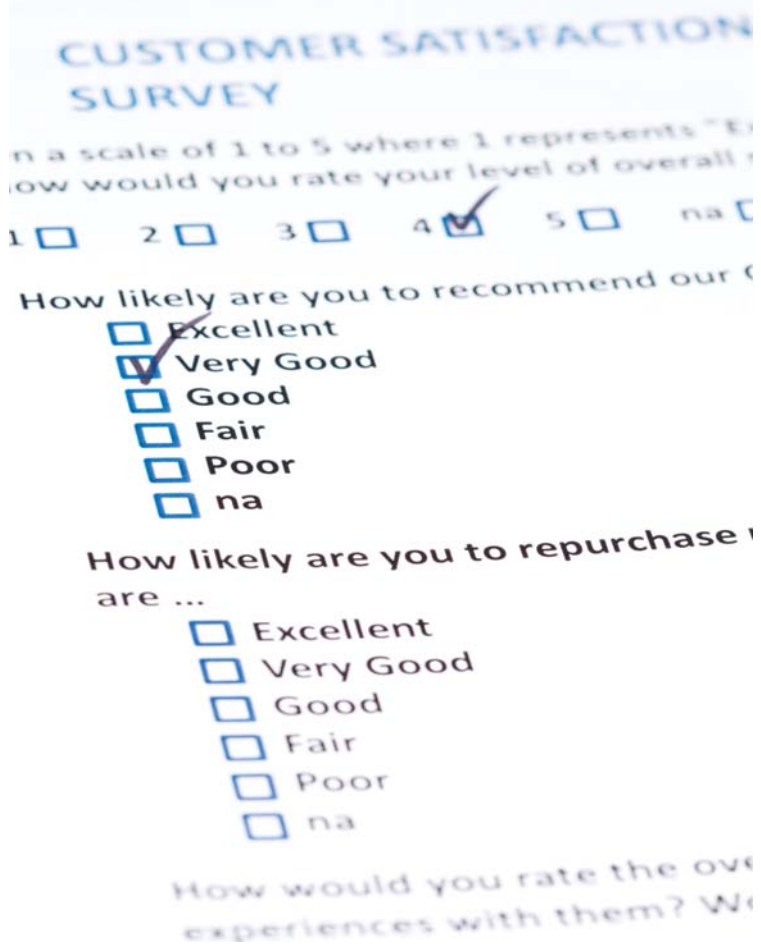 CUSTOMER SATISFACTION
SURVEY
n a scale of 1 to 5 where 1 represents "Ex
ow would you rate your level of overall
1 2 3 4 5 na
How likely are you to recommend our
Excellent
Very Good
Good
Fair
Poor
na
How likely are you to repurchase
are ...
Excellent
Very Good
Good
Fair
Poor
na
How would you rate the ove
experiences with them? We